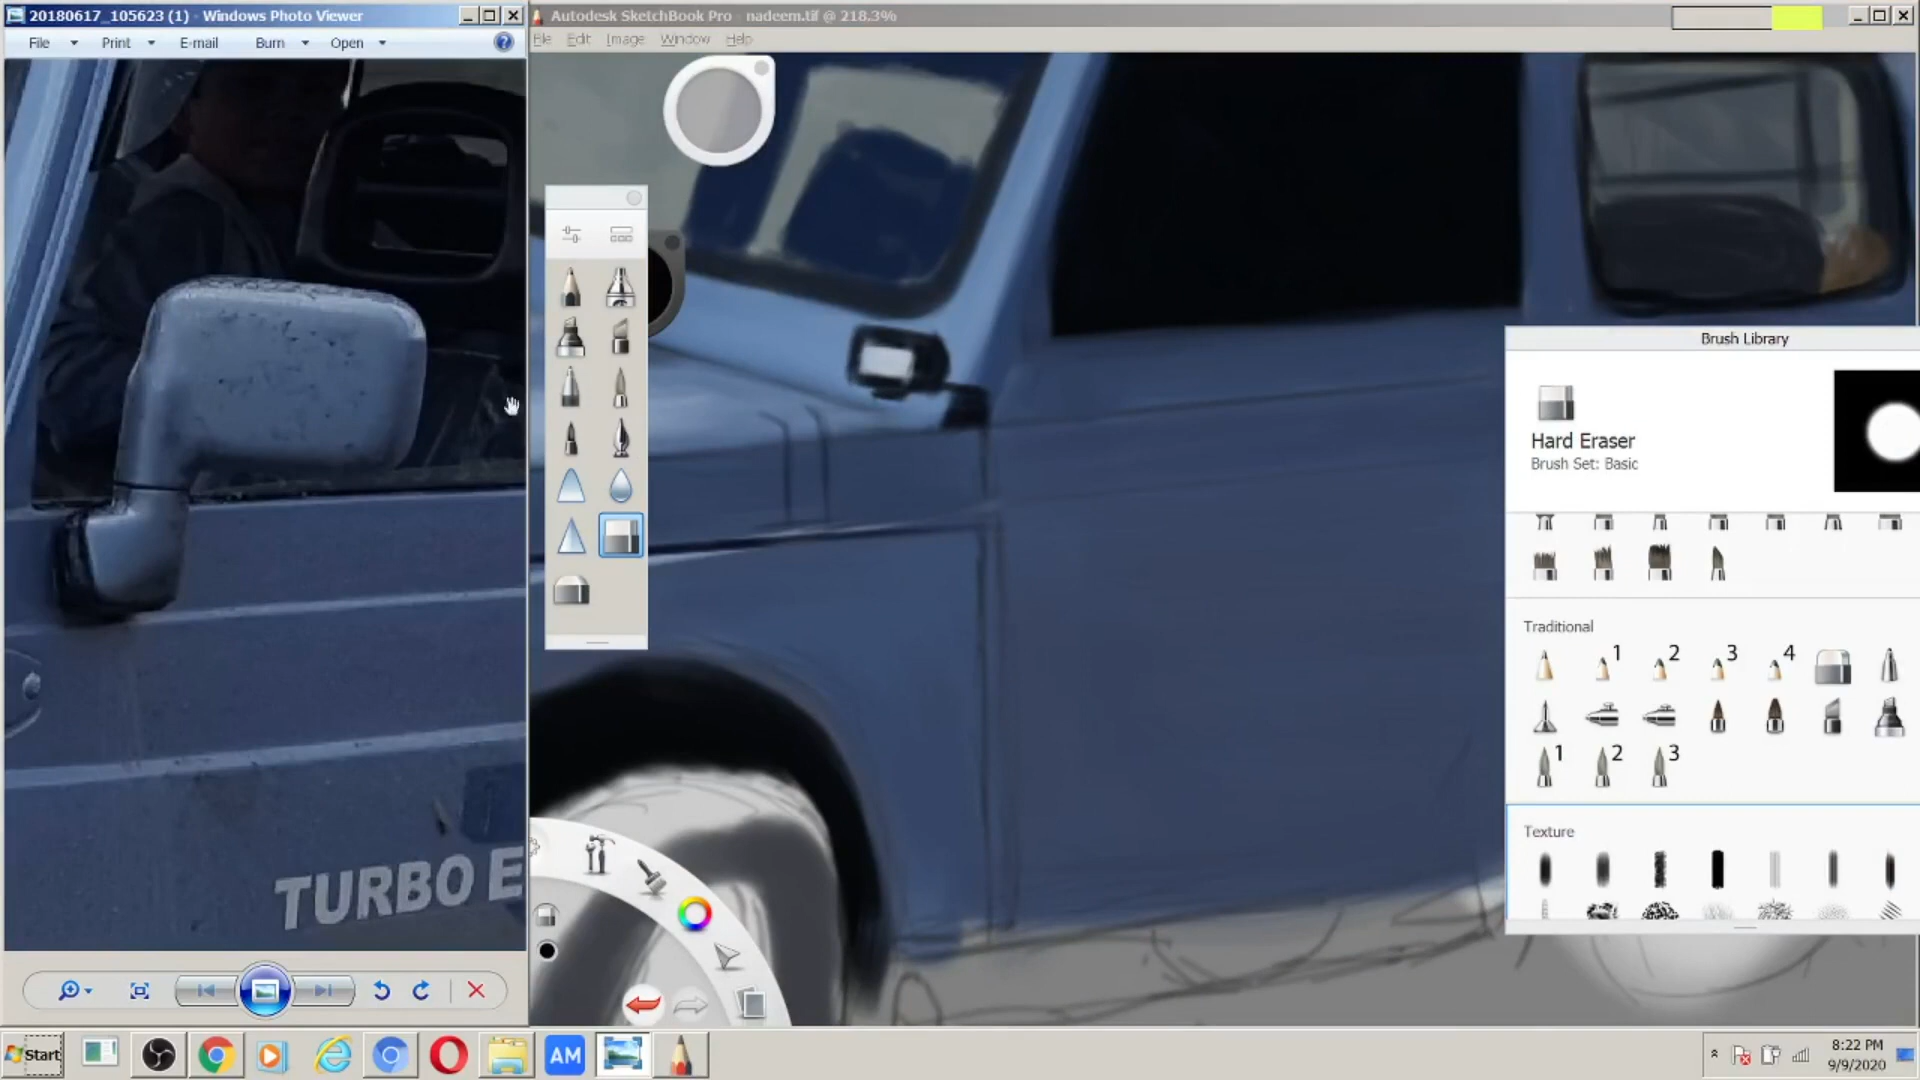 20180617_105623 (1) - Windows Photo Viewer
File Print E-mail Burn Open
TURBO E
Autodesk SketchBook Pro - nadeem.tif @ 218.3%
File Edit Image Window Help
Brush Library
Hard Eraser
Brush Set: Basic
Traditional
1 2 3 4
1 2 3
Texture
Start
AM
8:22 PM
9/9/2020